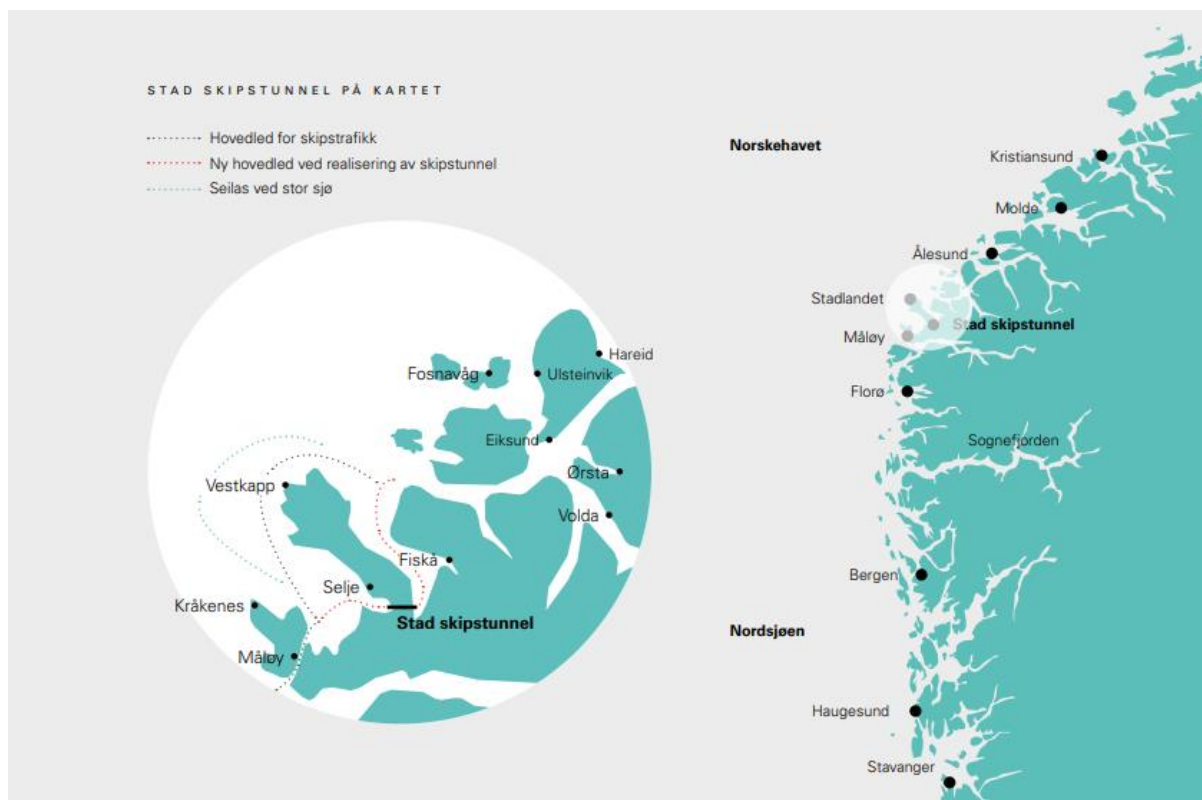 STAD SKIPSTUNNEL PÅ KARTET
Hovedled for skipstrafikk
Ny hovedled ved realisering av skipstunnel
Seilas ved stor sjø
Hareid
Fosnavåg
Ulsteinvik
Eiksund
Ørsta
Vestkapp
Volda
Fiskå
Selje
Kråkenes
Stad skipstunnel
Måløy
Norskehavet
Kristiansund
Molde
Ålesund
Stadlandet
Stad skipstunnel
Måløy
Florø
Sognefjorden
Bergen
Nordsjøen
Haugesund
Stavanger